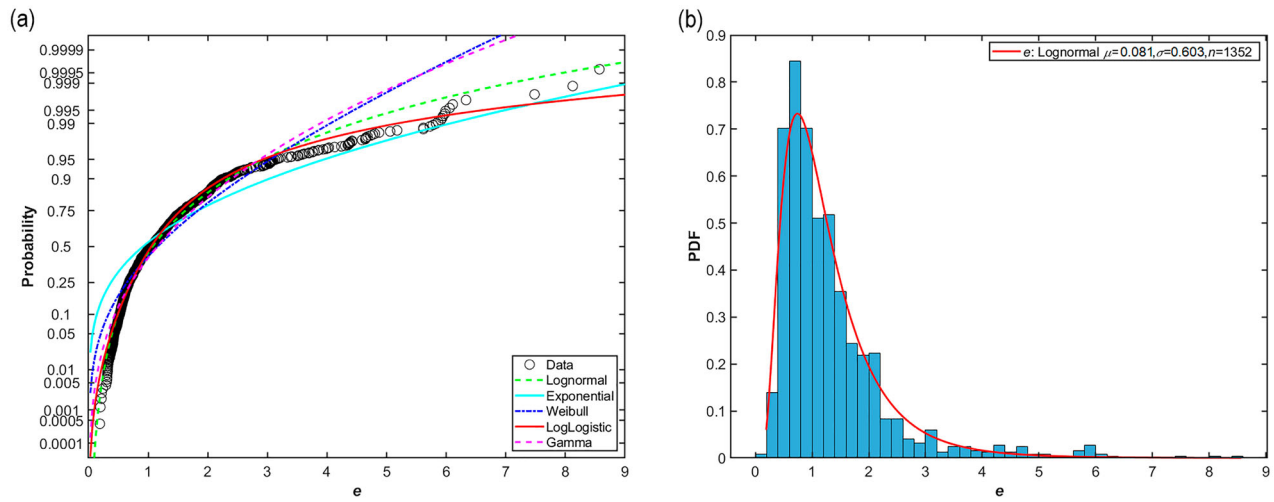 (a)
Probability
0.9999
0.9995
0.999
0.995
0.99
0.95
0.9
0.75
0.5
0.25
0.1
0.05
0.01
0.005
0.001
0.0005
0.0001
0 1 2 3 4 5 6 7 8 9
e
Data
Lognormal
Exponential
Weibull
LogLogistic
Gamma
(b)
PDF
0.9
0.8
0.7
0.6
0.5
0.4
0.3
0.2
0.1
0
0 1 2 3 4 5 6 7 8 9
e
e: Lognormal μ=0.081,σ=0.603,n=1352